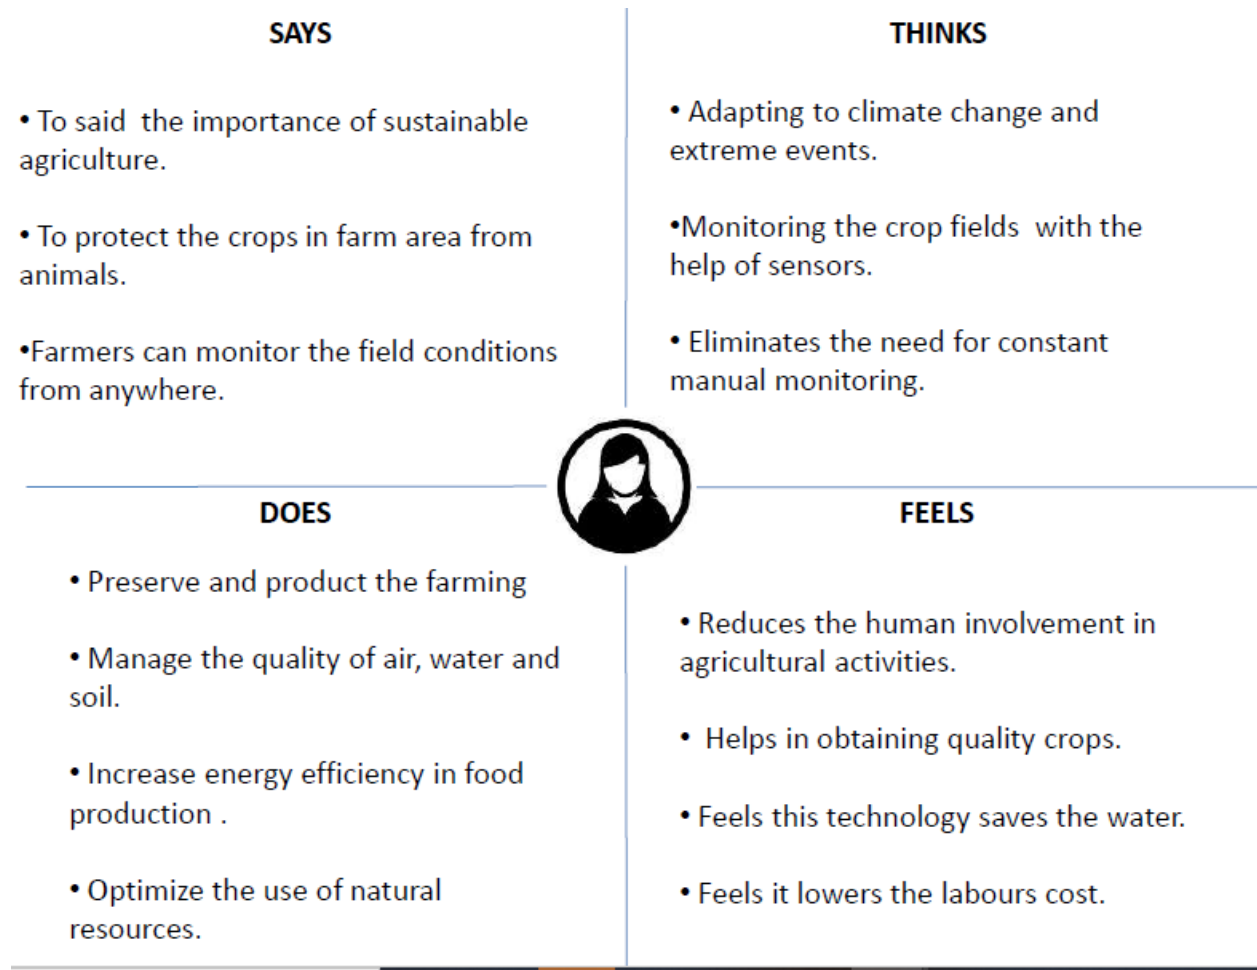 SAYS
• To said  the importance of sustainable
agriculture.
• To protect the crops in farm area from
animals.
•Farmers can monitor the field conditions
from anywhere.
THINKS
• Adapting to climate change and
extreme events.
•Monitoring the crop fields  with the
help of sensors.
• Eliminates the need for constant
manual monitoring.
DOES
• Preserve and product the farming
• Manage the quality of air, water and
soil.
• Increase energy efficiency in food
production .
• Optimize the use of natural
resources.
FEELS
• Reduces the human involvement in
agricultural activities.
•  Helps in obtaining quality crops.
• Feels this technology saves the water.
• Feels it lowers the labours cost.